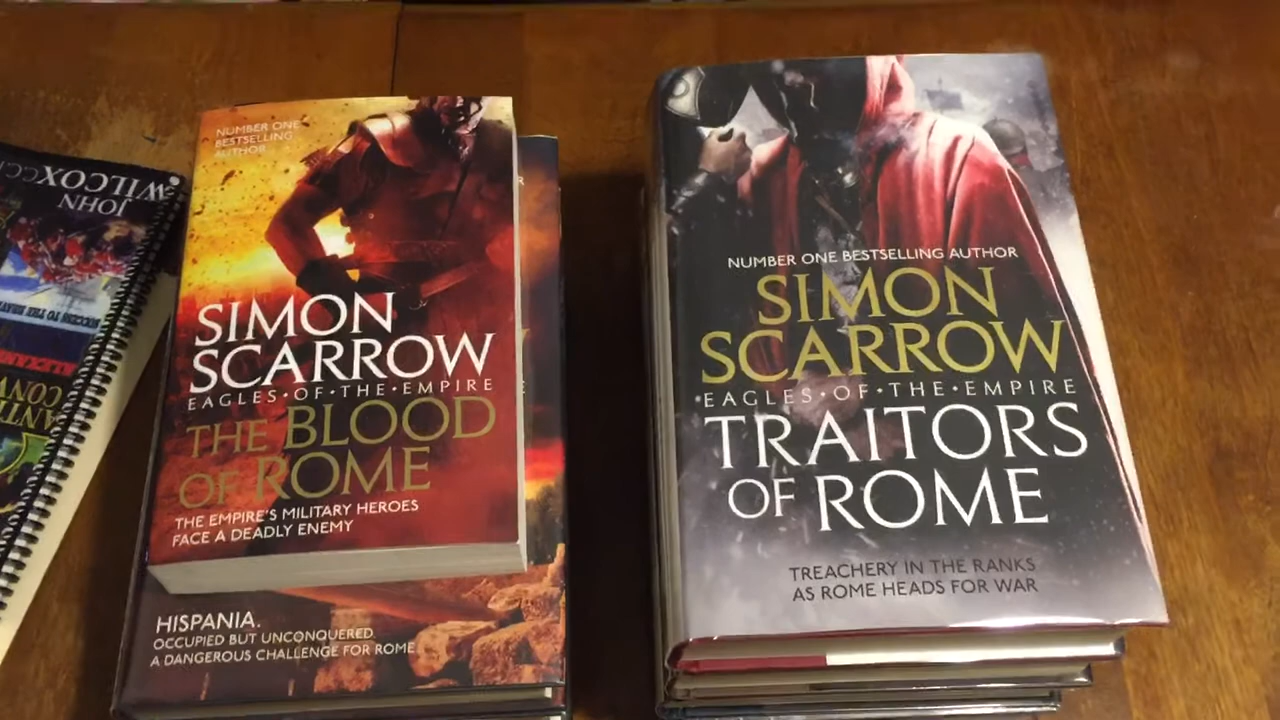 JOHN
WILCOX
NUMBER ONE
BESTSELLING
AUTHOR
SIMON
SCARROW
EAGLES·OF·THE·EMPIRE
THE BLOOD
OF ROME
THE EMPIRE'S MILITARY HEROES
FACE A DEADLY ENEMY
HISPANIA.
OCCUPIED BUT UNCONQUERED.
A DANGEROUS CHALLENGE FOR ROME
NUMBER ONE BESTSELLING AUTHOR
SIMON
SCARROW
EAGLES·OF·THE·EMPIRE
TRAITORS
OF ROME
TREACHERY IN THE RANKS
AS ROME HEADS FOR WAR